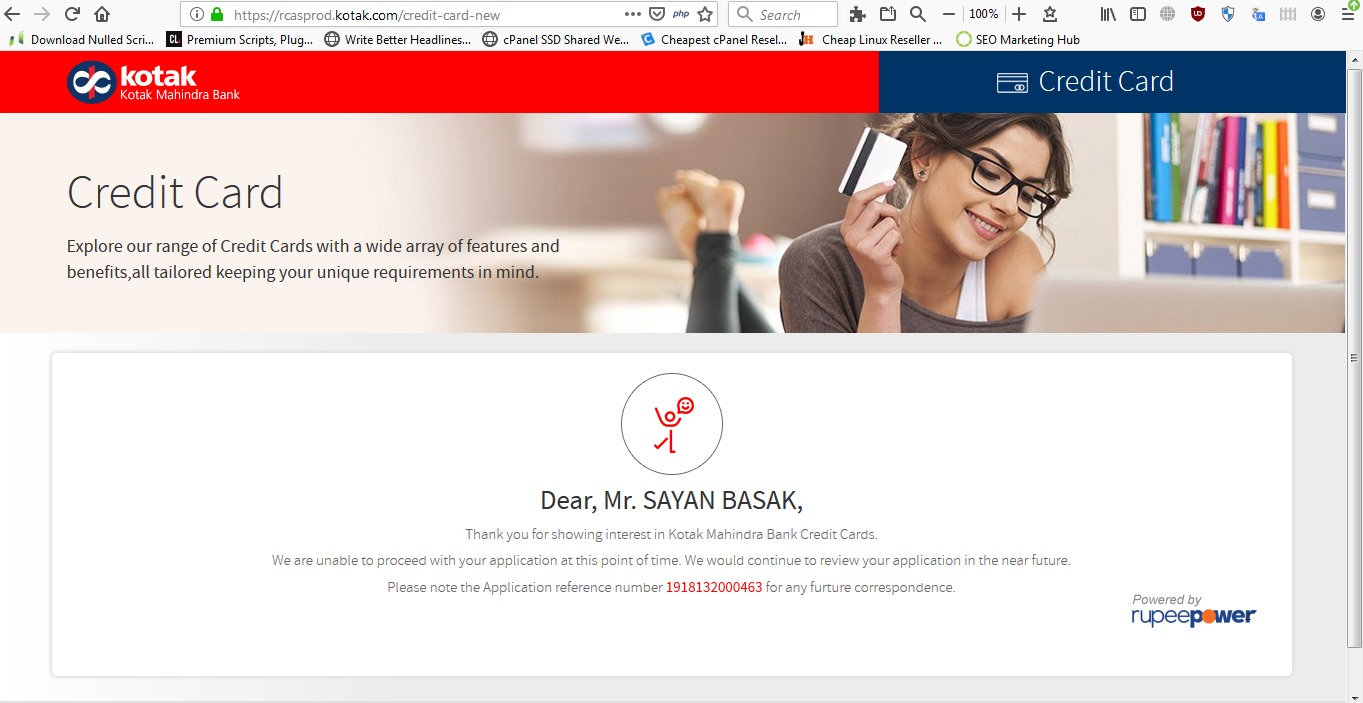 https://rcasprod.kotak.com/credit-card-new
php
Search
100%
Download Nulled Scri...
CL
Premium Scripts, Plug...
Write Better Headlines...
cPanel SSD Shared We...
Cheapest cPanel Resel...
JH
Cheap Linux Reseller ...
SEO Marketing Hub
kotak
Kotak Mahindra Bank
Credit Card
Credit Card
Explore our range of Credit Cards with a wide array of features and
benefits,all tailored keeping your unique requirements in mind.
Dear, Mr. SAYAN BASAK,
Thank you for showing interest in Kotak Mahindra Bank Credit Cards.
We are unable to proceed with your application at this point of time. We would continue to review your application in the near future.
Please note the Application reference number 1918132000463 for any furture correspondence.
Powered by
rupeepower